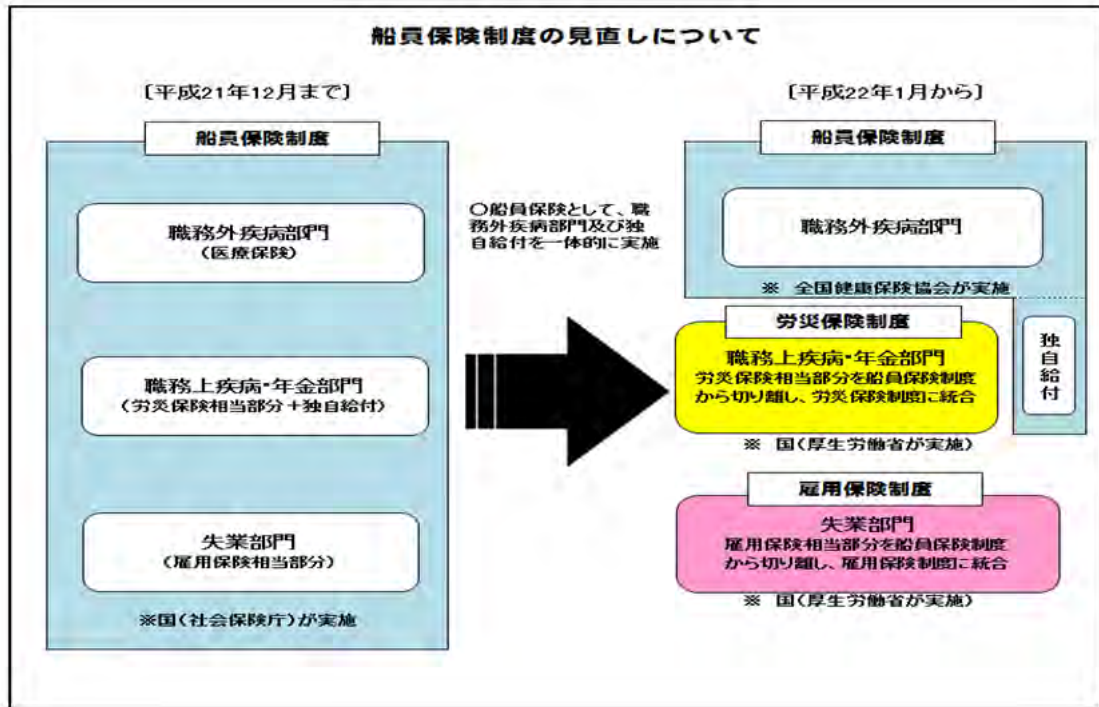 船員保険制度の見直しについて
〔平成21年12月まで〕
船員保険制度
職務外疾病部門
(医療保険)
職務上疾病・年金部門
(労災保険相当部分+独自給付)
失業部門
(雇用保険相当部分)
※国(社会保険庁)が実施
○船員保険として、職
務外疾病部門及び独
自給付を一体的に実施
〔平成22年1月から〕
船員保険制度
職務外疾病部門
※ 全国健康保険協会が実施
労災保険制度
職務上疾病・年金部門
労災保険相当部分を船員保険制度
から切り離し、労災保険制度に統合
※ 国(厚生労働省が実施)
独自給付
雇用保険制度
失業部門
雇用保険相当部分を船員保険制度
から切り離し、雇用保険制度に統合
※ 国(厚生労働省が実施)